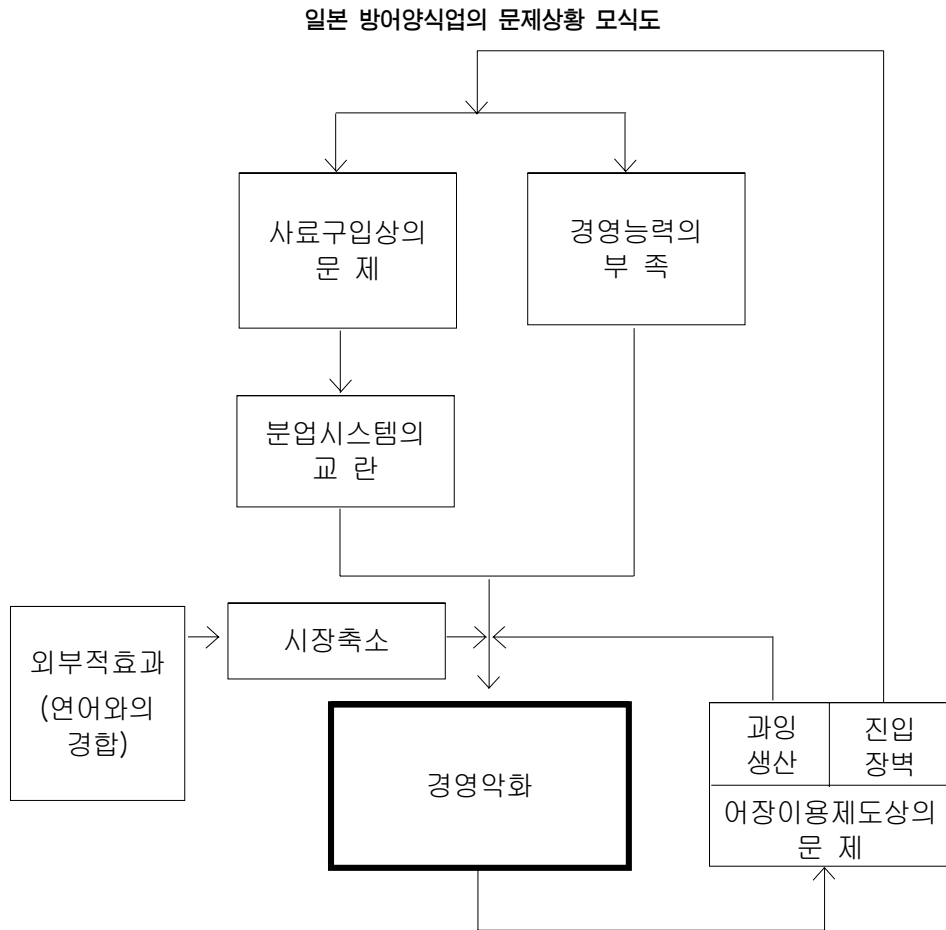 일본 방어양식업의 문제상황 모식도
사료구입상의
문 제
경영능력의
부 족
분업시스템의
교 란
외부적효과
(연어와의
경합)
시장축소
경영악화
과잉
생산
진입
장벽
어장이용제도상의
문 제